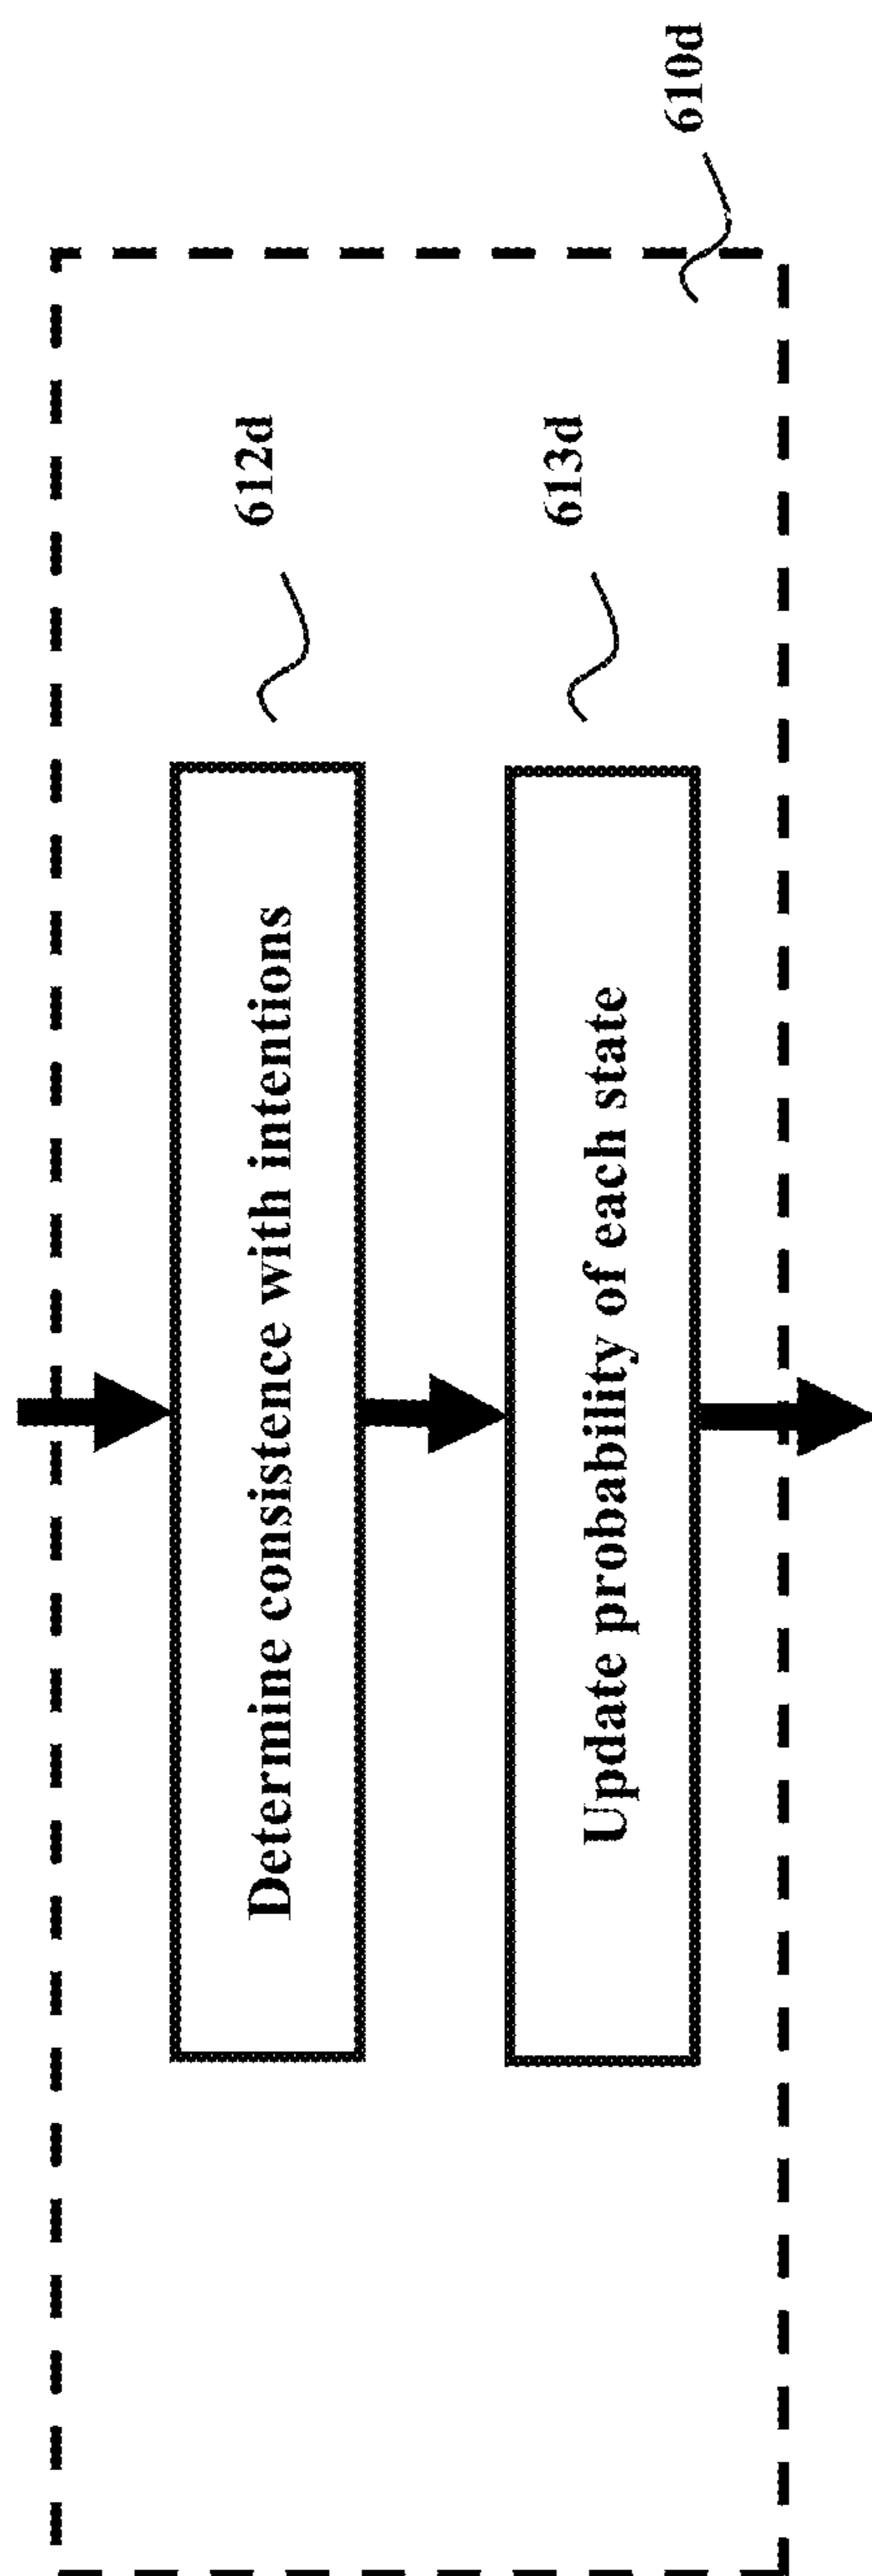 Determine consistence with intentions
612d
Update probability of each state
613d
610d